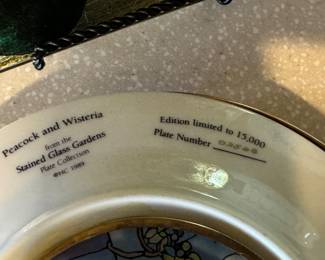 Peacock and Wisteria
from the
Stained Glass Gardens
Plate Collection
Edition limited to 15,000
Plate Number